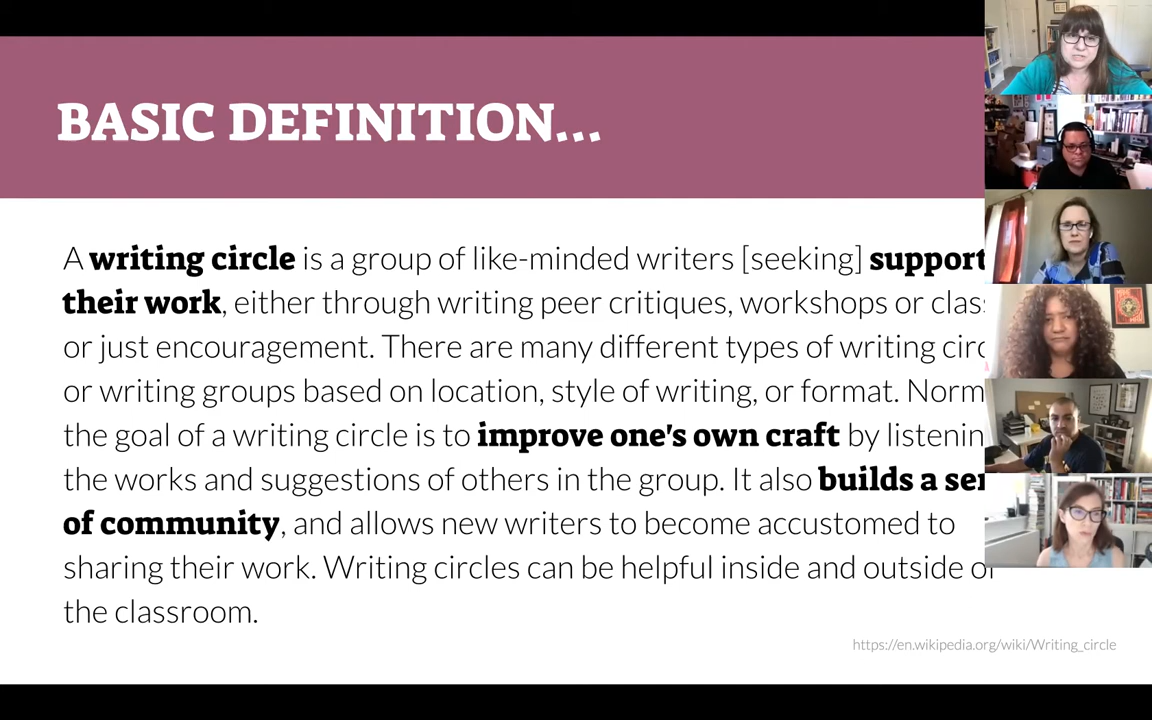 BASIC DEFINITION...
A writing circle is a group of like-minded writers [seeking] support
their work, either through writing peer critiques, workshops or
or just encouragement. There are many different types of writing
or writing groups based on location, style of writing, or format.
the goal of a writing circle is to improve one's own craft by
the works and suggestions of others in the group. It also builds a
of community, and allows new writers to become accustomed to
sharing their work. Writing circles can be helpful inside and outside of
the classroom.
https://en.wikipedia.org/wiki/Writing_circle